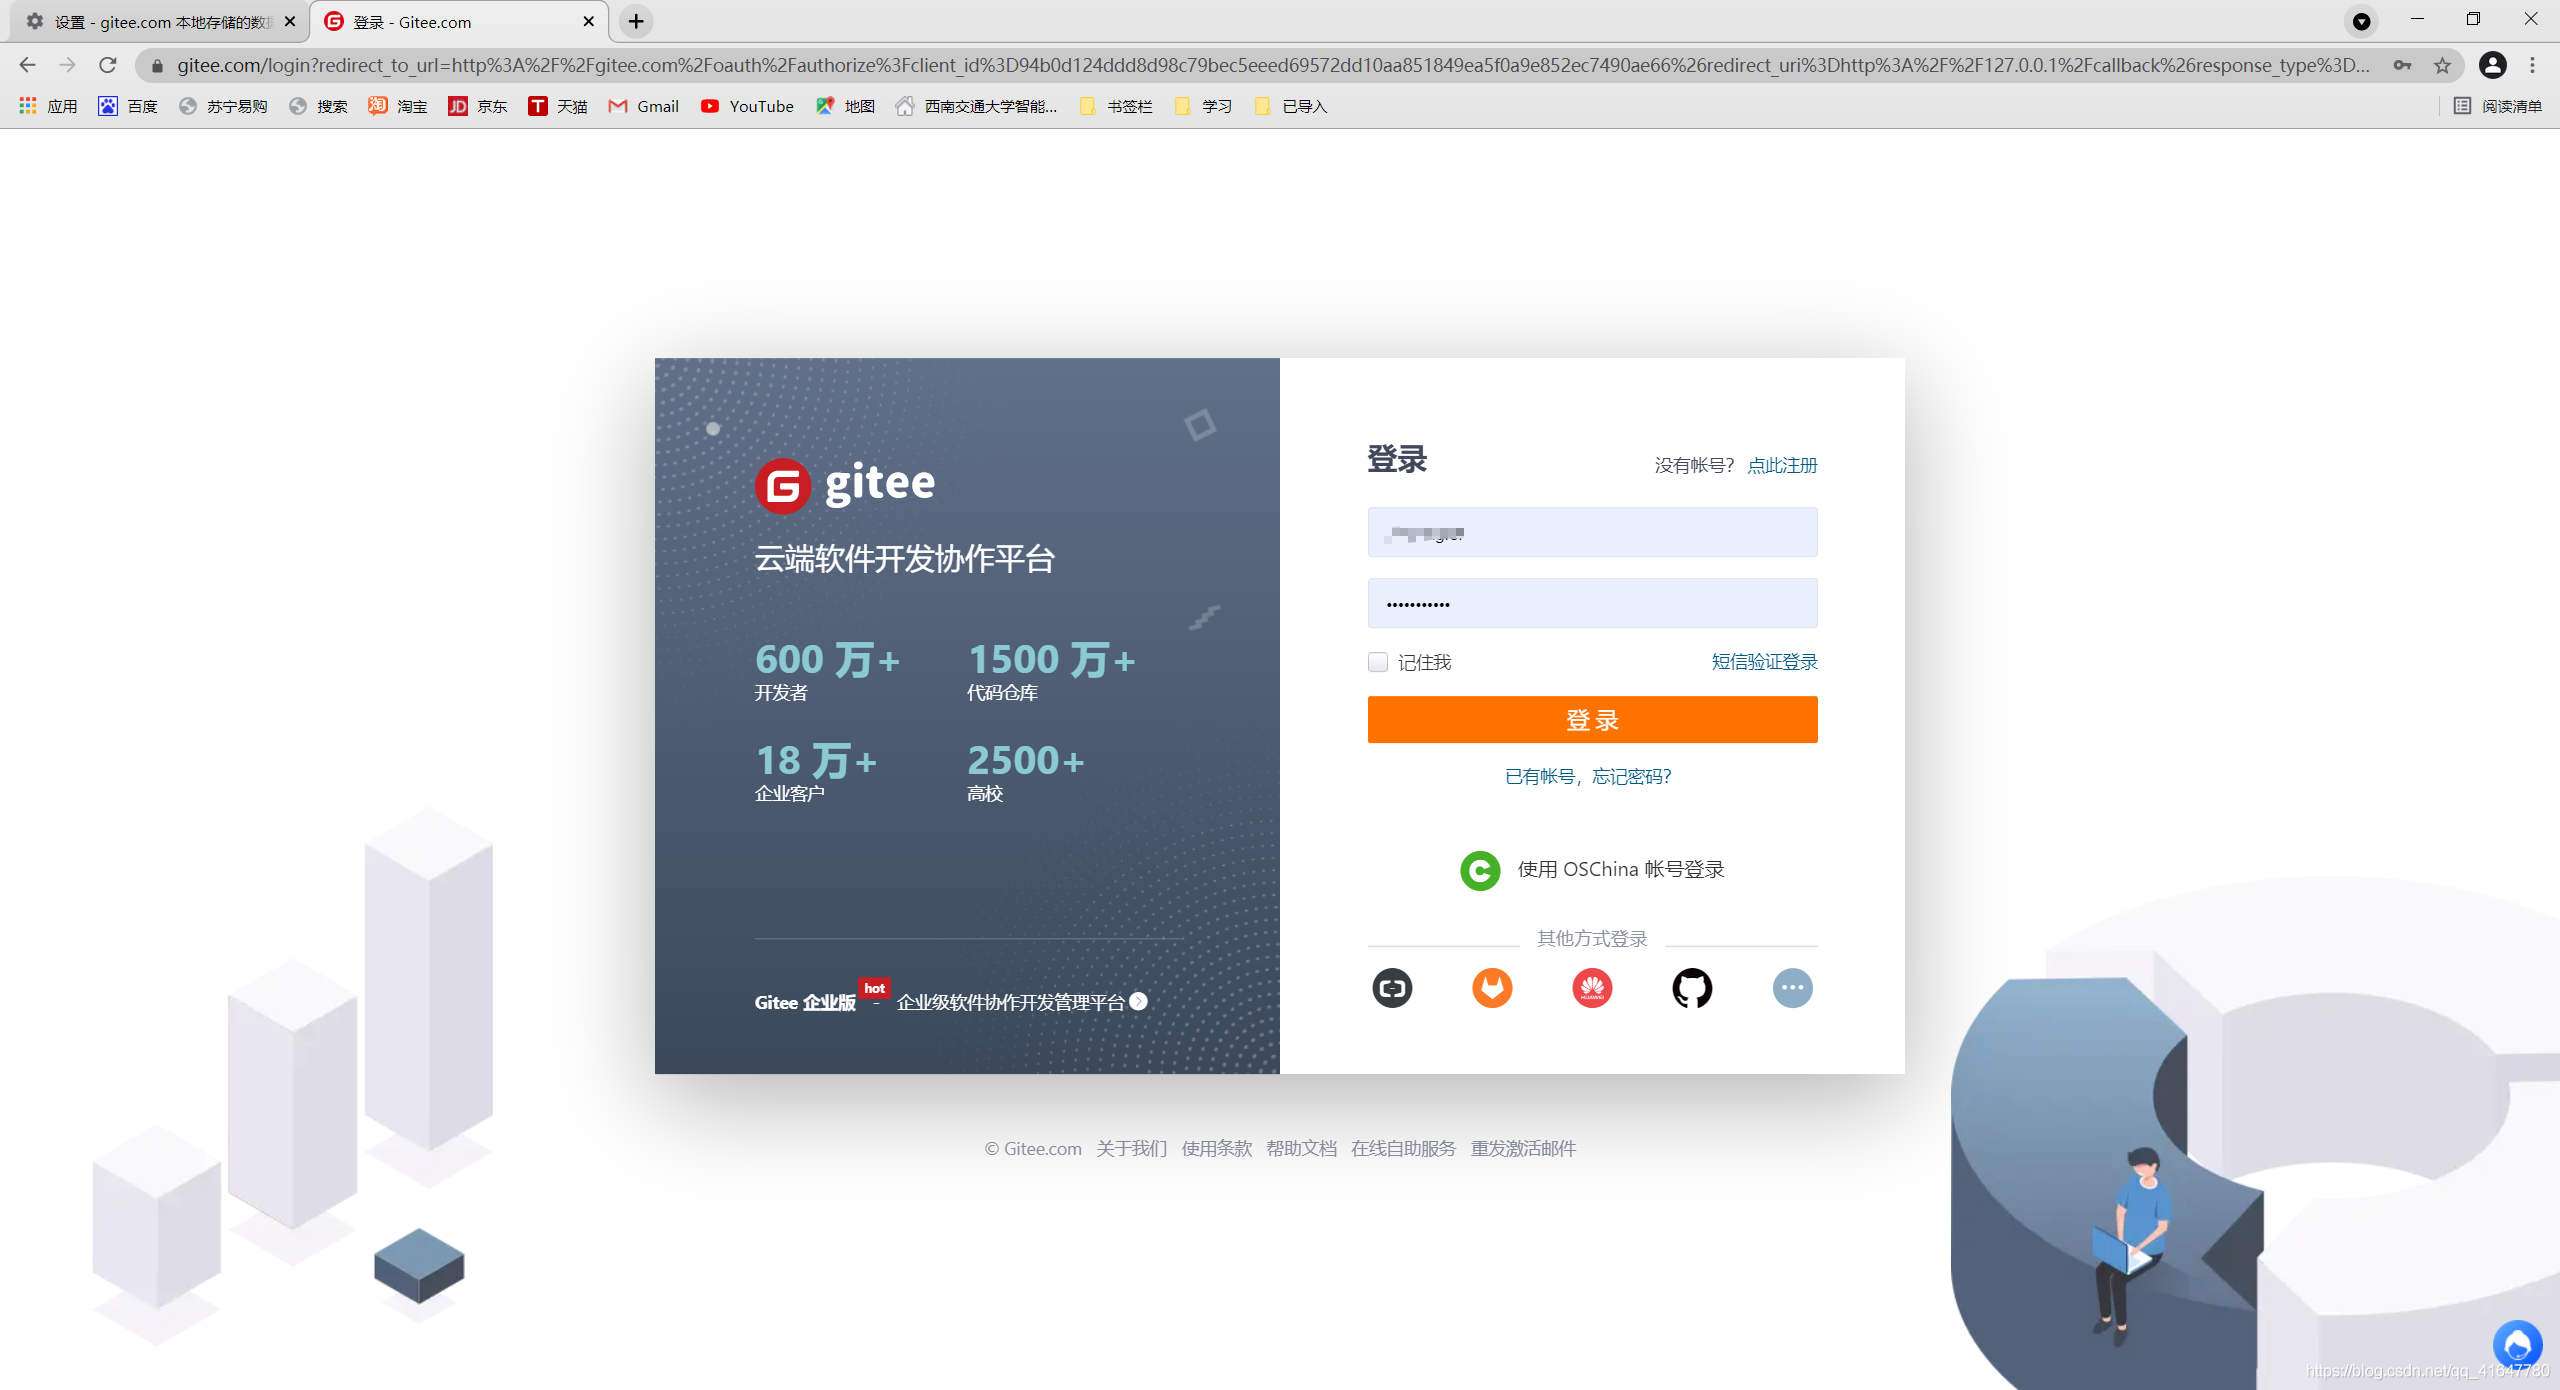 设置 - gitee.com 本地存储的数据
登录 - Gitee.com
gitee.com/login?redirect_to_url=http%3A%2F%2Fgitee.com%2Foauth%2Fauthorize%3Fclient_id%3D94b0d124ddd8d98c79bec5eeed69572dd10aa851849ea5f0a9e852ec7490ae66%26redirect_uri%3Dhttp%3A%2F%2F127.0.0.1%2Fcallback%26response_type%3D...
应用 百度 苏宁易购 搜索 淘宝 京东 天猫 Gmail YouTube 地图 西南交通大学智能... 书签栏 学习 已导入 阅读清单
gitee
云端软件开发协作平台
600 万+ 1500 万+
开发者 代码仓库
18 万+ 2500+
企业客户 高校
Gitee 企业版 hot - 企业级软件协作开发管理平台
登录 没有帐号? 点此注册
•••••••••••
记住我 短信验证登录
登 录
已有帐号，忘记密码?
使用 OSChina 帐号登录
其他方式登录
HUAWEI
© Gitee.com 关于我们 使用条款 帮助文档 在线自助服务 重发激活邮件
https://blog.csdn.net/qq_41647780